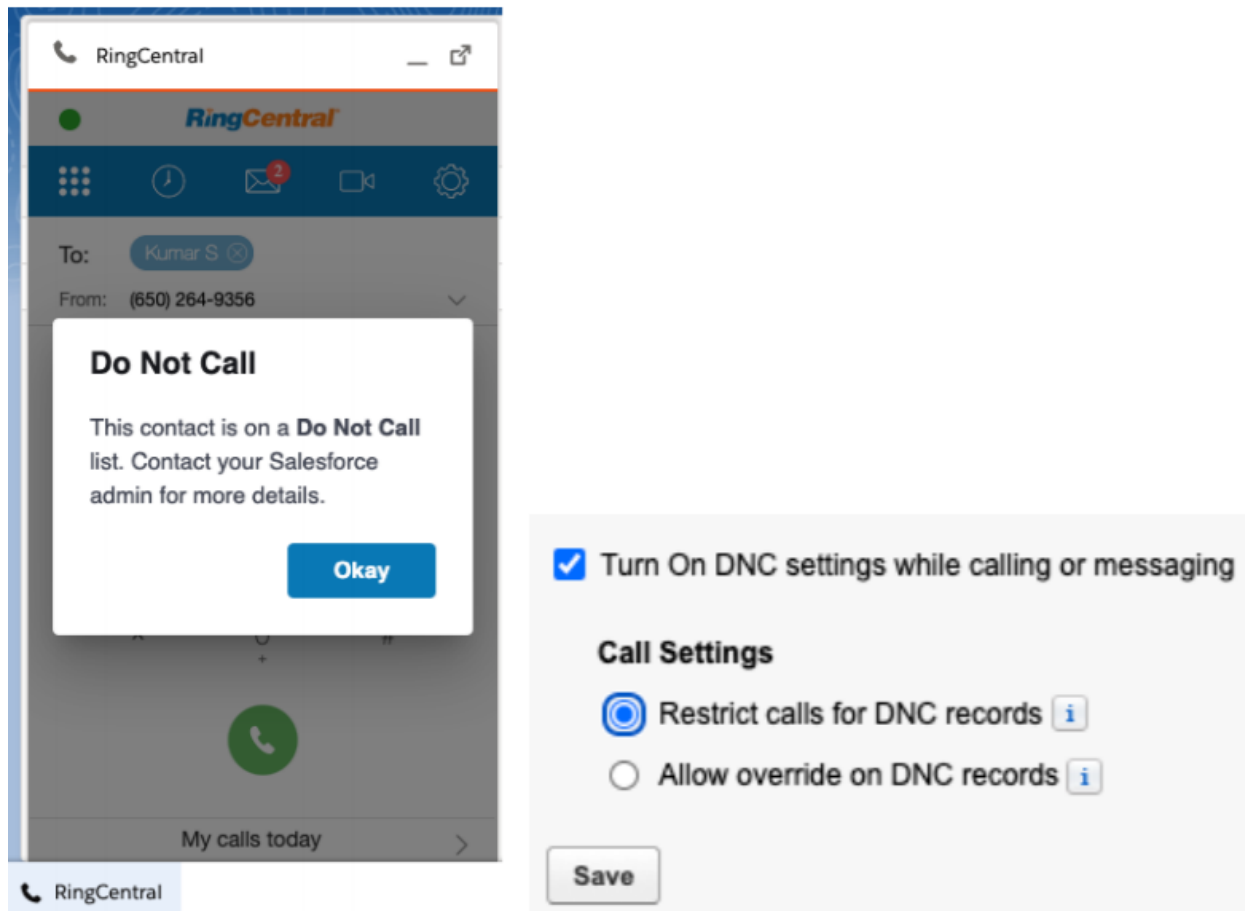 RingCentral
RingCentral
2
To: Kumar S
From: (650) 264-9356
Do Not Call
This contact is on a Do Not Call
list. Contact your Salesforce
admin for more details.
Okay
+
#
My calls today
RingCentral
Turn On DNC settings while calling or messaging
Call Settings
Restrict calls for DNC records i
Allow override on DNC records i
Save